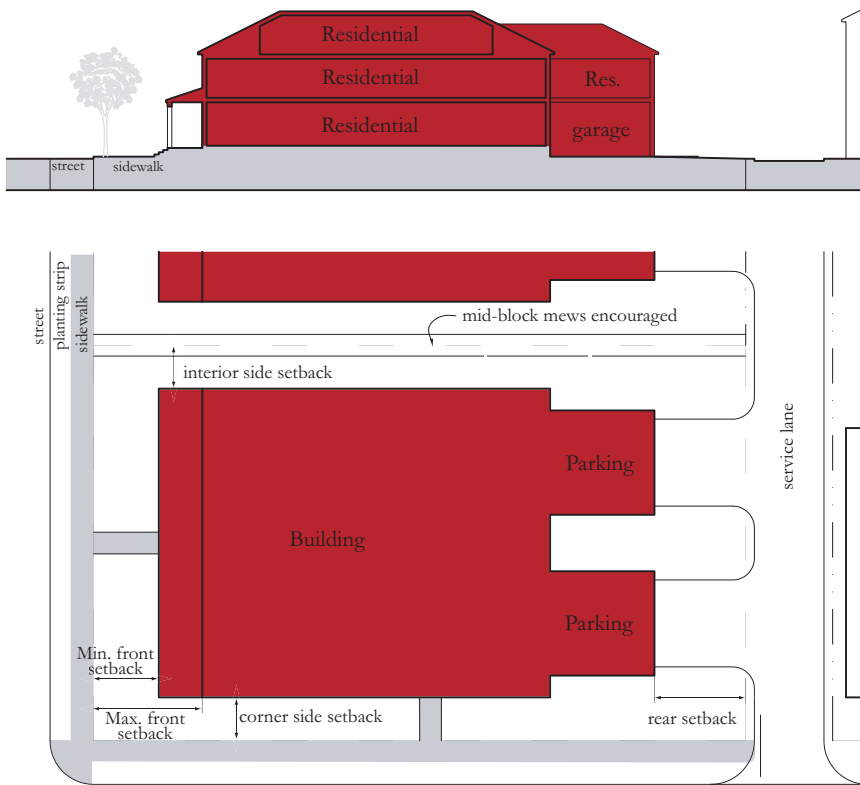 Residential
Residential
Res.
Residential
garage
street
sidewalk
street
planting strip
sidewalk
mid-block mews encouraged
interior side setback
service lane
Parking
Building
Parking
Min. front
setback
Max. front
setback
corner side setback
rear setback